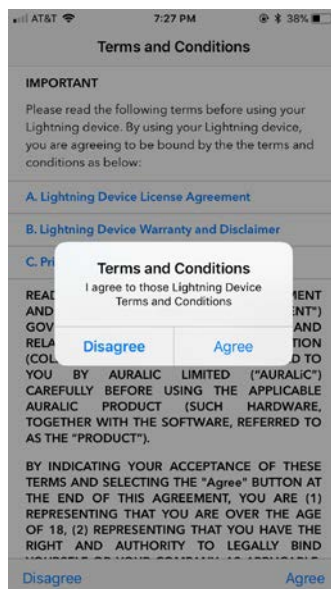 AT&T 7:27 PM 38%
Terms and Conditions
IMPORTANT
Please read the following terms before using your
Lightning device. By using your Lightning device,
you are agreeing to be bound by the the terms and
conditions as below:
A. Lightning Device License Agreement
B. Lightning Device Warranty and Disclaimer
C. Pri
Terms and Conditions
I agree to those Lightning Device
Terms and Conditions
Disagree Agree
READ MENT
AND ENT")
GOV AND
RELA TION
(COL D TO
YOU BY AURALIC LIMITED ("AURALiC")
CAREFULLY BEFORE USING THE APPLICABLE
AURALIC PRODUCT (SUCH HARDWARE,
TOGETHER WITH THE SOFTWARE, REFERRED TO
AS THE "PRODUCT").
BY INDICATING YOUR ACCEPTANCE OF THESE
TERMS AND SELECTING THE "Agree" BUTTON AT
THE END OF THIS AGREEMENT, YOU ARE (1)
REPRESENTING THAT YOU ARE OVER THE AGE
OF 18, (2) REPRESENTING THAT YOU HAVE THE
RIGHT AND AUTHORITY TO LEGALLY BIND
YOURSELF OR YOUR COMPANY, AS APPLICABLE,
Disagree Agree